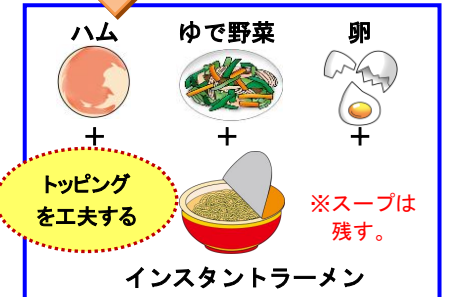 ハム ゆで野菜 卵
＋ ＋ ＋
トッピング
を工夫する
※スープは
残す。
インスタントラーメン